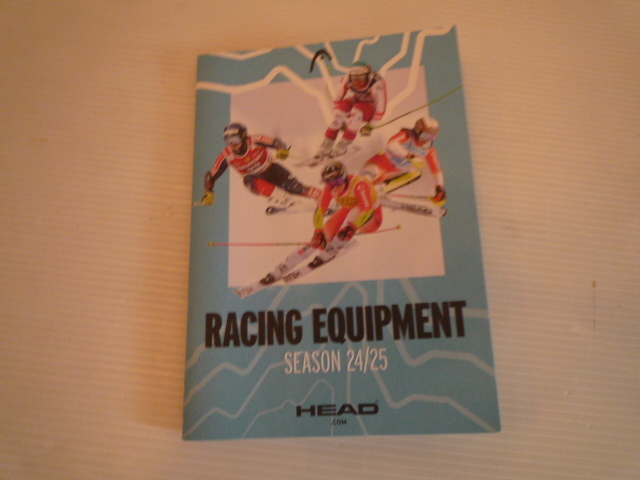 RACING EQUIPMENT
SEASON 24/25
HEAD
.COM